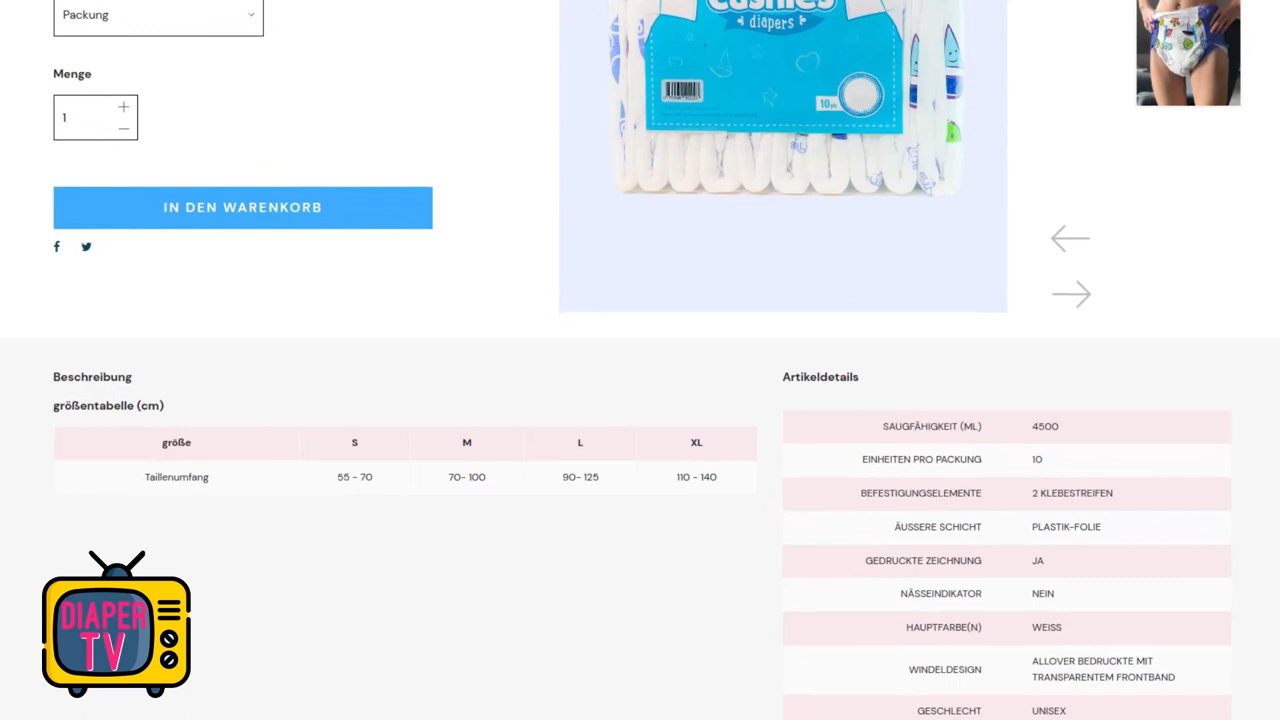 Packung
Menge
1
IN DEN WARENKORB
diapers
10
Beschreibung
größentabelle (cm)
größe S M L XL
Taillenumfang 55 - 70 70- 100 90- 125 110 - 140
DIAPER
TV
Artikeldetails
SAUGFÄHIGKEIT (ML) 4500
EINHEITEN PRO PACKUNG 10
BEFESTIGUNGSELEMENTE 2 KLEBESTREIFEN
ÄUSSERE SCHICHT PLASTIK-FOLIE
GEDRUCKTE ZEICHNUNG JA
NÄSSEINDIKATOR NEIN
HAUPTFARBE(N) WEISS
WINDELDESIGN ALLOVER BEDRUCKTE MIT
TRANSPARENTEM FRONTBAND
GESCHLECHT UNISEX